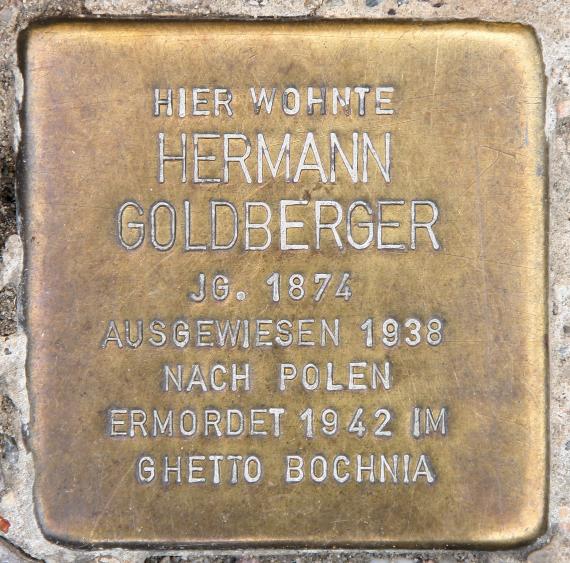 HIER WOHNTE
HERMANN
GOLDBERGER
JG. 1874
AUSGEWIESEN 1938
NACH POLEN
ERMORDET 1942 IM
GHETTO BOCHNIA